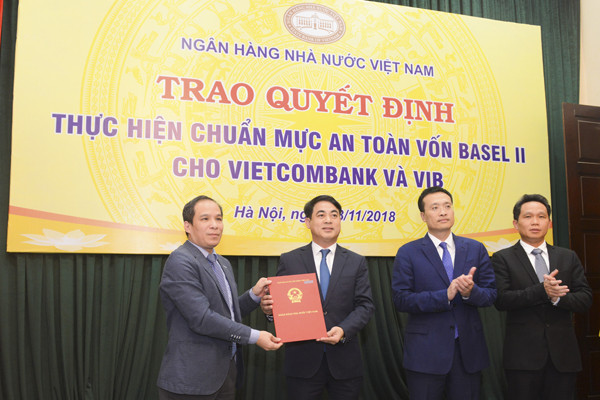 NGÂN HÀNG NHÀ NƯỚC VIỆT NAM
TRAO QUYẾT ĐỊNH
THỰC HIỆN CHUẨN MỰC AN TOÀN VỐN BASEL II
CHO VIETCOMBANK VÀ VIB
Hà Nội, 8/11/2018